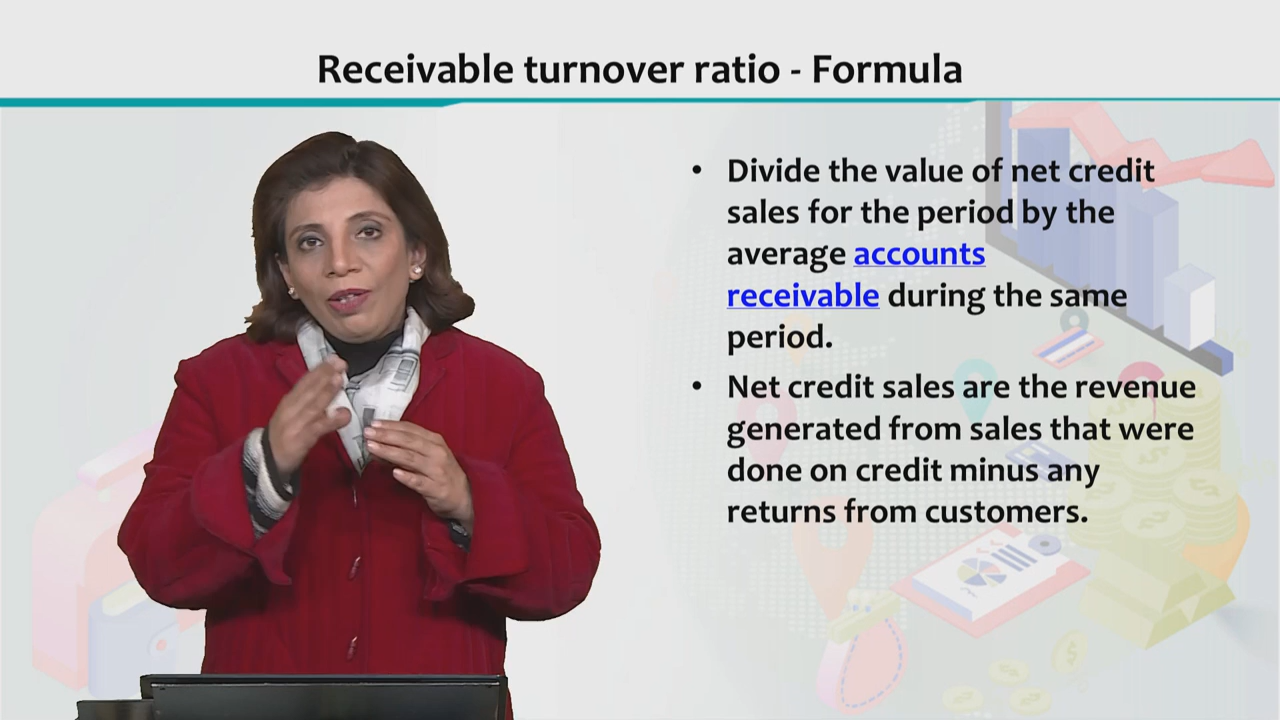 Receivable turnover ratio - Formula
• Divide the value of net credit
sales for the period by the
average accounts
receivable during the same
period.
• Net credit sales are the revenue
generated from sales that were
done on credit minus any
returns from customers.